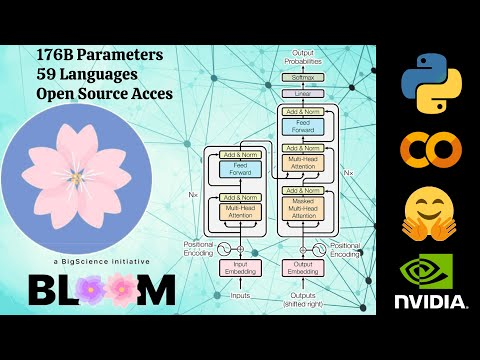 176B Parameters
59 Languages
Open Source Acces
a BigScience initiative
BLOOM
Output
Probabilities
Softmax
Linear
Add & Norm
Feed
Forward
Add & Norm
Multi-Head
Attention
Add & Norm
Masked
Multi-Head
Attention
Nx
Add & Norm
Feed
Forward
Add & Norm
Multi-Head
Attention
Nx
Positional
Encoding
Positional
Encoding
Input
Embedding
Output
Embedding
Inputs
Outputs
(shifted right)
NVIDIA.